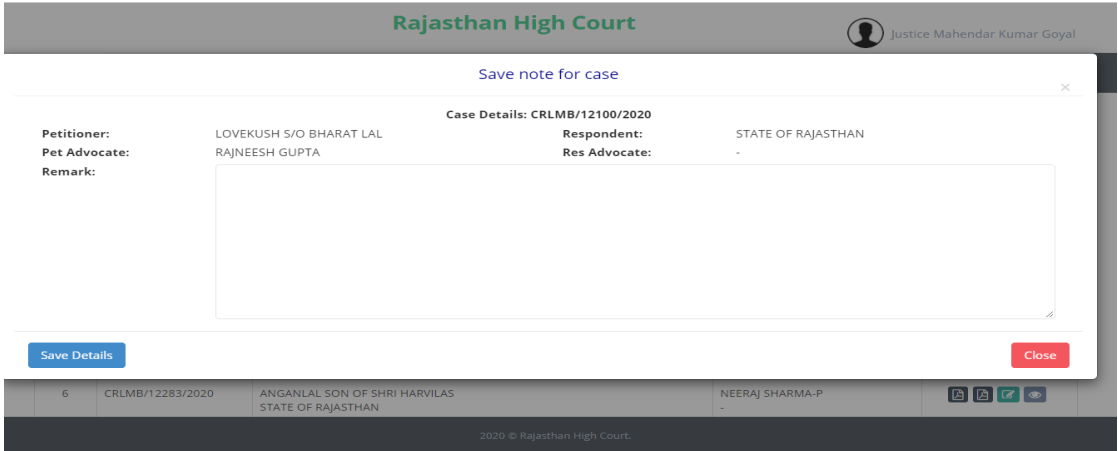 Rajasthan High Court
Justice Mahendar Kumar Goyal
Save note for case
×
Case Details: CRLMB/12100/2020
Petitioner: LOVEKUSH S/O BHARAT LAL Respondent: STATE OF RAJASTHAN
Pet Advocate: RAJNEESH GUPTA Res Advocate: -
Remark:
Save Details Close
6 CRLMB/12283/2020 ANGANLAL SON OF SHRI HARVILAS NEERAJ SHARMA-P
STATE OF RAJASTHAN -
2020 © Rajasthan High Court.